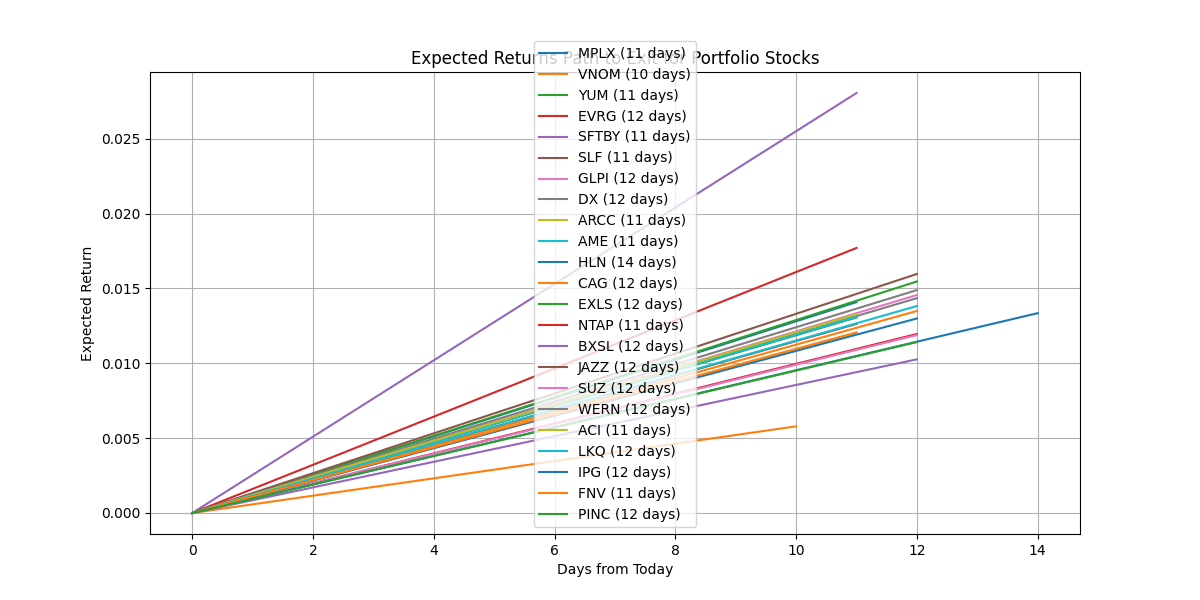 Expected Returns Path to Exit for Portfolio Stocks
MPLX (11 days)
VNOM (10 days)
YUM (11 days)
EVRG (12 days)
SFTBY (11 days)
SLF (11 days)
GLPI (12 days)
DX (12 days)
ARCC (11 days)
AME (11 days)
HLN (14 days)
CAG (12 days)
EXLS (12 days)
NTAP (11 days)
BXSL (12 days)
JAZZ (12 days)
SUZ (12 days)
WERN (12 days)
ACI (11 days)
LKQ (12 days)
IPG (12 days)
FNV (11 days)
PINC (12 days)
Expected Return
0.025
0.020
0.015
0.010
0.005
0.000
0 2 4 6 8 10 12 14
Days from Today